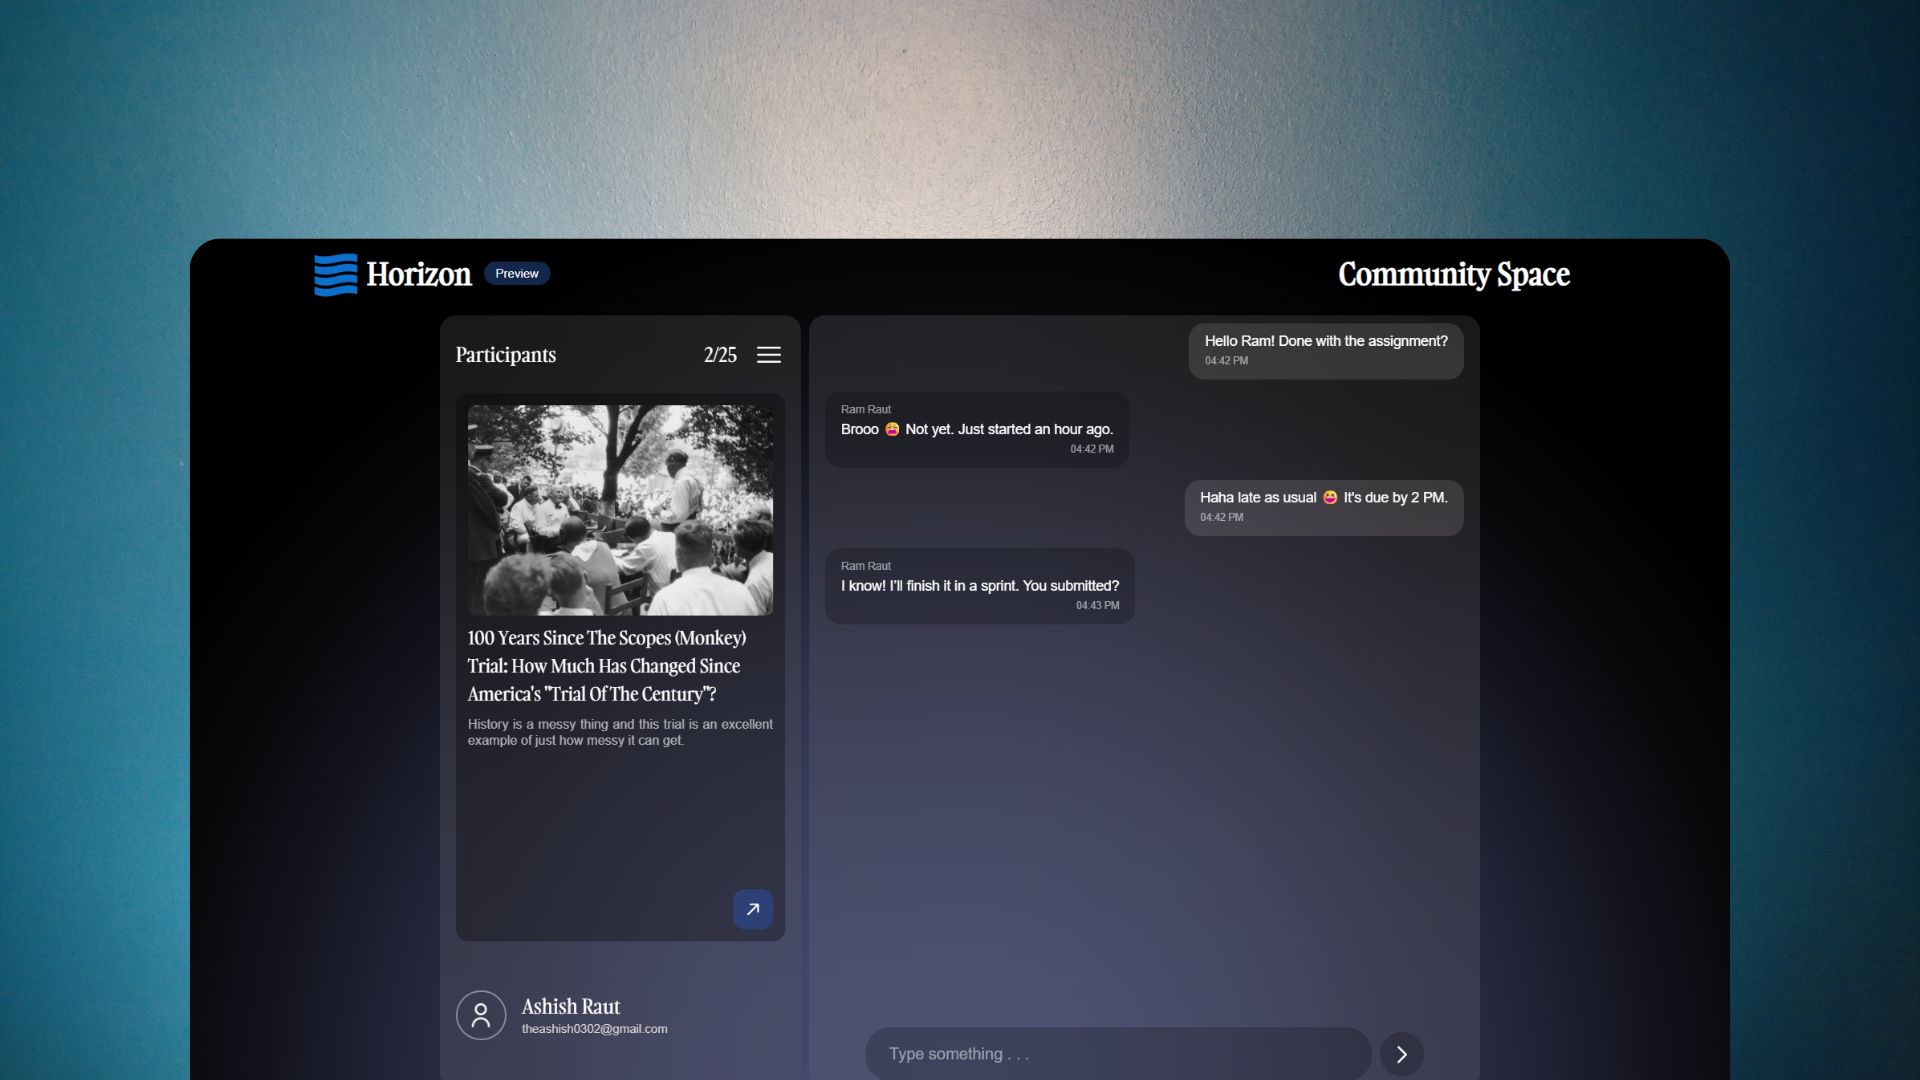 Horizon
Preview
Community Space
Participants
2/25
100 Years Since The Scopes (Monkey)
Trial: How Much Has Changed Since
America's "Trial Of The Century"?
History is a messy thing and this trial is an excellent
example of just how messy it can get.
Ashish Raut
theashish0302@gmail.com
Hello Ram! Done with the assignment?
04:42 PM
Ram Raut
Brooo 😩 Not yet. Just started an hour ago.
04:42 PM
Haha late as usual 😆 It's due by 2 PM.
04:42 PM
Ram Raut
I know! I'll finish it in a sprint. You submitted?
04:43 PM
Type something . . .